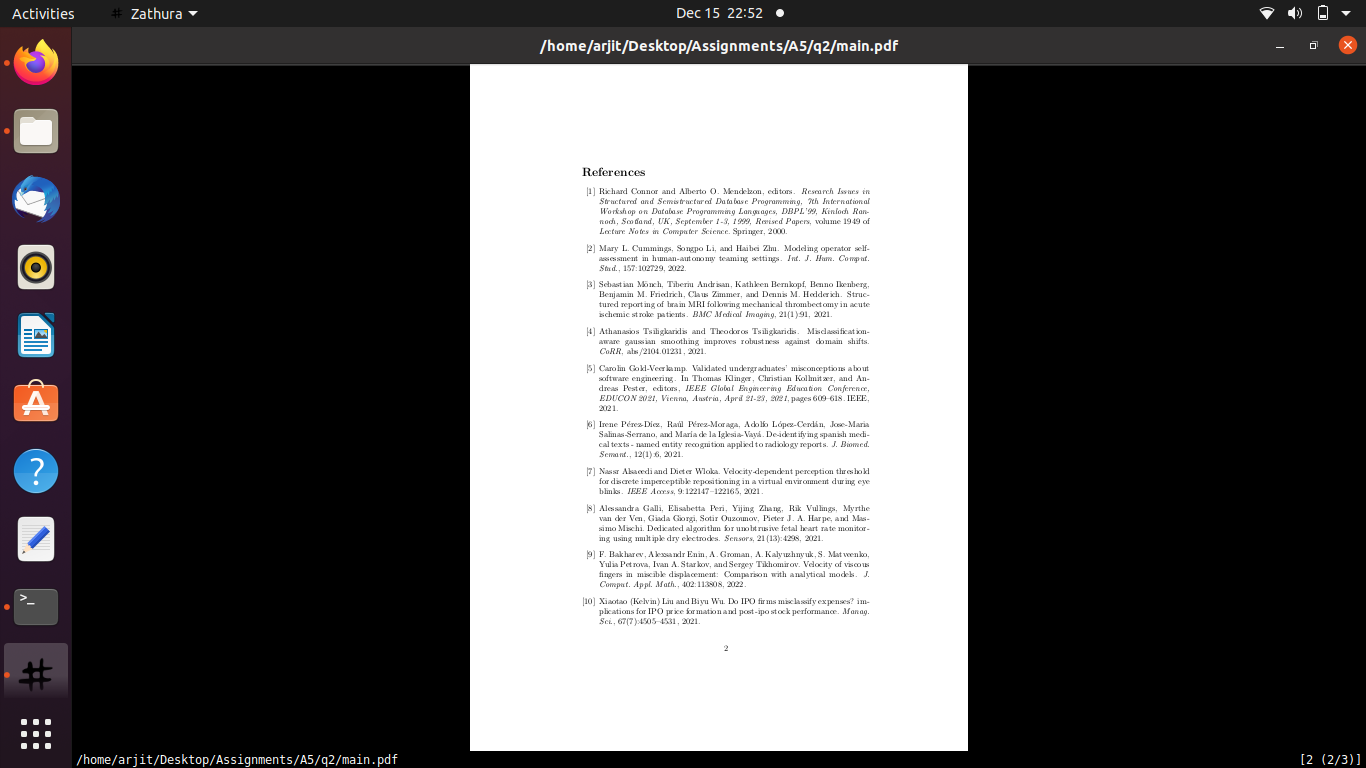 Activities
Zathura
Dec 15 22:52
/home/arjit/Desktop/Assignments/A5/q2/main.pdf
References
[1] Richard Connor and Alberto O. Mendelzon, editors. Research Issues in
Structured and Semistructured Database Programming, 7th International
Workshop on Database Programming Languages, DBPL'99, Kinloch Ran-
noch, Scotland, UK, September 1-3, 1999, Revised Papers, volume 1949 of
Lecture Notes in Computer Science. Springer, 2000.
[2] Mary L. Cummings, Songpo Li, and Haibei Zhu. Modeling operator self-
assessment in human-autonomy teaming settings. Int. J. Hum. Comput.
Stud., 157:102729, 2022.
[3] Sebastian Mönch, Tiberiu Andrisan, Kathleen Bernkopf, Benno Ikenberg,
Benjamin M. Friedrich, Claus Zimmer, and Dennis M. Hedderich. Struc-
tured reporting of brain MRI following mechanical thrombectomy in acute
ischemic stroke patients. BMC Medical Imaging, 21(1):91, 2021.
[4] Athanasios Tsiligkaridis and Theodoros Tsiligkaridis. Misclassification-
aware gaussian smoothing improves robustness against domain shifts.
CoRR, abs/2104.01231, 2021.
[5] Carolin Gold-Veerkamp. Validated undergraduates' misconceptions about
software engineering. In Thomas Klinger, Christian Kollmitzer, and An-
dreas Pester, editors, IEEE Global Engineering Education Conference,
EDUCON 2021, Vienna, Austria, April 21-23, 2021, pages 609–618. IEEE,
2021.
[6] Irene Pérez-Díez, Raúl Pérez-Moraga, Adolfo López-Cerdán, Jose-Maria
Salinas-Serrano, and María de la Iglesia-Vayá. De-identifying spanish medi-
cal texts - named entity recognition applied to radiology reports. J. Biomed.
Semant., 12(1):6, 2021.
[7] Nassr Alsaeedi and Dieter Wloka. Velocity-dependent perception threshold
for discrete imperceptible repositioning in a virtual environment during eye
blinks. IEEE Access, 9:122147–122165, 2021.
[8] Alessandra Galli, Elisabetta Peri, Yijing Zhang, Rik Vullings, Myrthe
van der Ven, Giada Giorgi, Sotir Ouzounov, Pieter J. A. Harpe, and Mas-
simo Mischi. Dedicated algorithm for unobtrusive fetal heart rate monitor-
ing using multiple dry electrodes. Sensors, 21(13):4298, 2021.
[9] F. Bakharev, Alexsandr Enin, A. Groman, A. Kalyuzhnyuk, S. Matveenko,
Yulia Petrova, Ivan A. Starkov, and Sergey Tikhomirov. Velocity of viscous
fingers in miscible displacement: Comparison with analytical models. J.
Comput. Appl. Math., 402:113808, 2022.
[10] Xiaotao (Kelvin) Liu and Biyu Wu. Do IPO firms misclassify expenses? im-
plications for IPO price formation and post-ipo stock performance. Manag.
Sci., 67(7):4505–4531, 2021.
2
/home/arjit/Desktop/Assignments/A5/q2/main.pdf
[2 (2/3)]